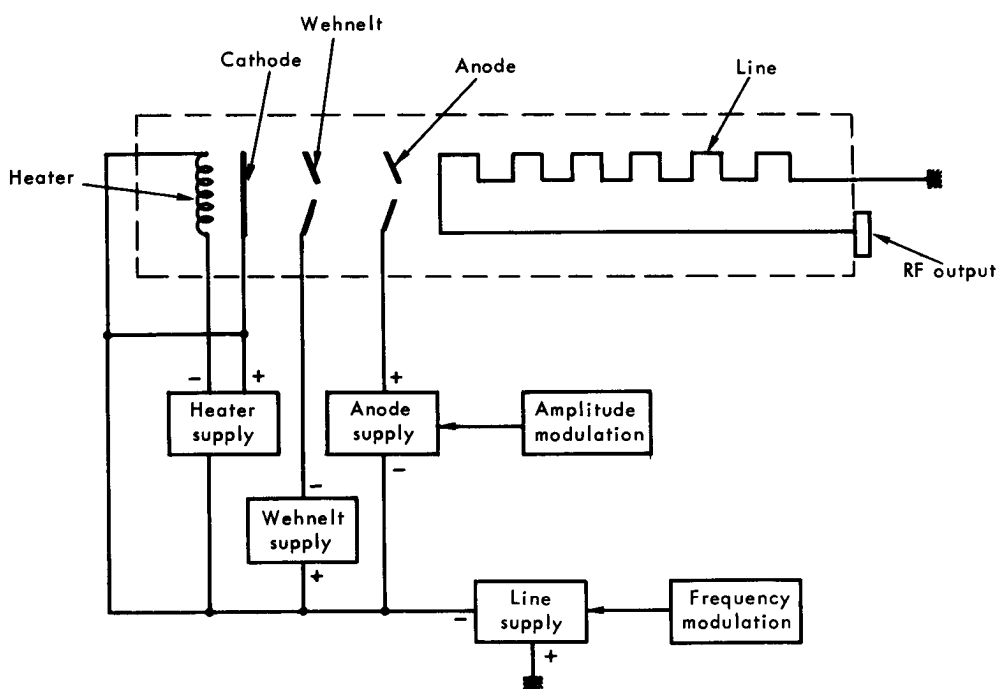 Wehnelt
Cathode
Anode
Line
Heater
RF output
- +
+
Heater
supply
Anode
supply
Amplitude
modulation
-
-
Wehnelt
supply
+
Line
supply
Frequency
modulation
-
+